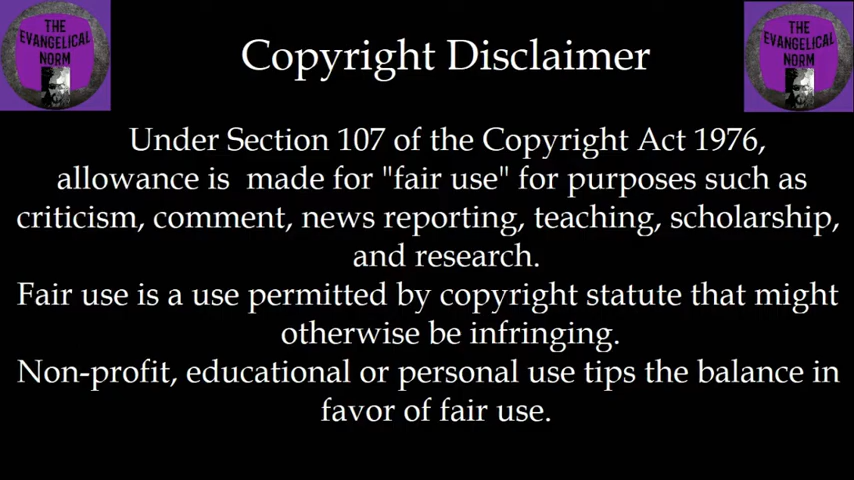 THE
EVANGELICAL
NORM
THE
EVANGELICAL
NORM
Copyright Disclaimer
Under Section 107 of the Copyright Act 1976,
allowance is  made for "fair use" for purposes such as
criticism, comment, news reporting, teaching, scholarship,
and research.
Fair use is a use permitted by copyright statute that might
otherwise be infringing.
Non-profit, educational or personal use tips the balance in
favor of fair use.